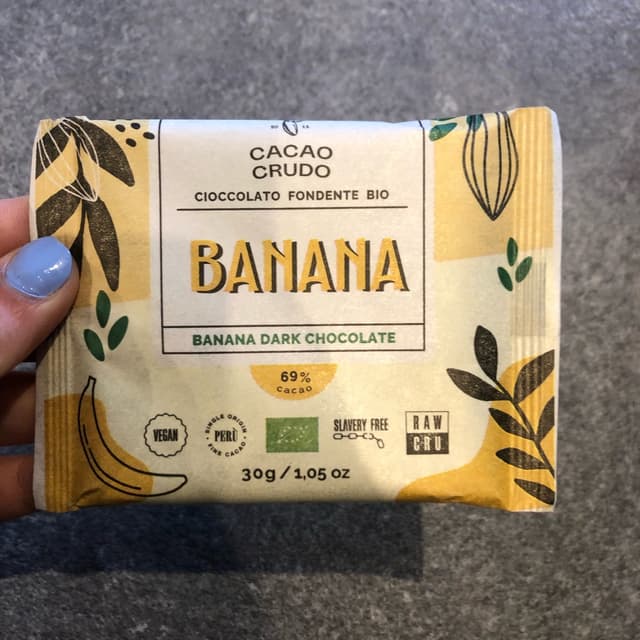 CACAO
CRUDO
CIOCCOLATO FONDENTE BIO
BANANA
BANANA DARK CHOCOLATE
69%
cacao
VEGAN
SINGLE ORIGIN
PERÙ
FINE CACAO
SLAVERY FREE
RAW
CRU
30g / 1,05 oz